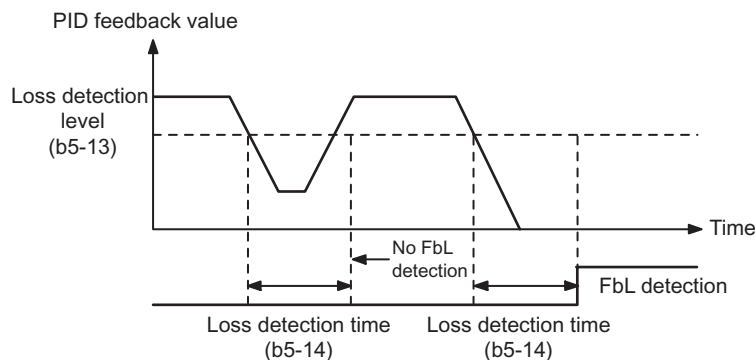 PID feedback value
Loss detection
level
(b5-13)
Time
No FbL
detection
FbL detection
Loss detection time
(b5-14)
Loss detection time
(b5-14)